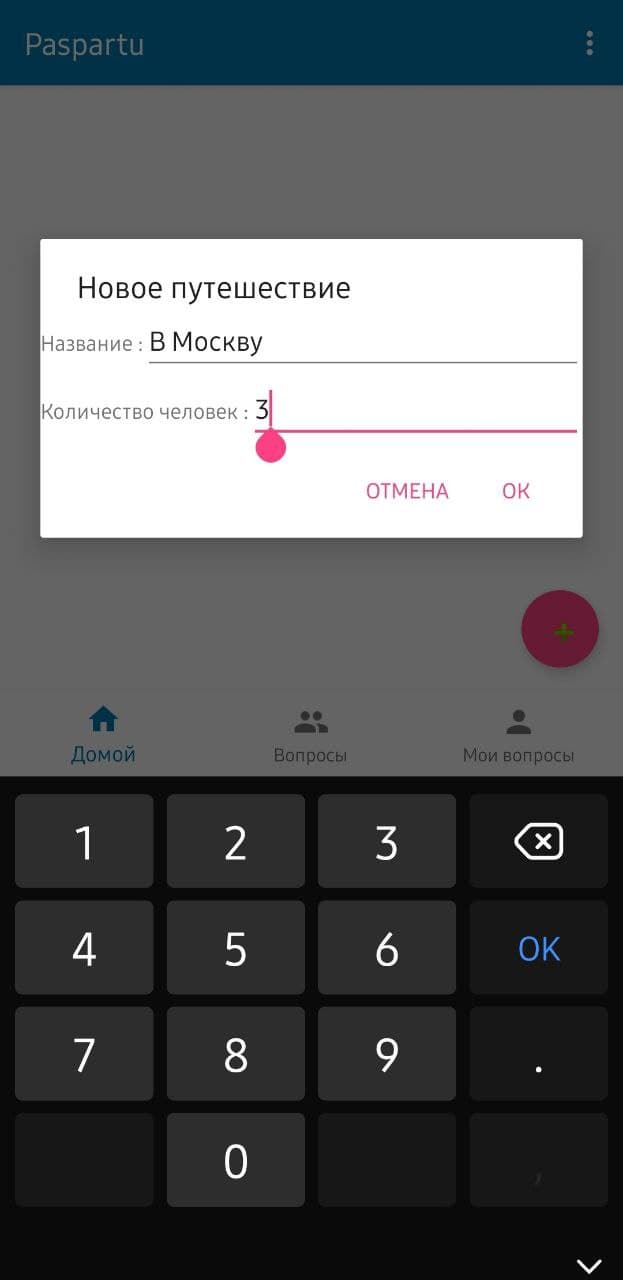 Paspartu
Новое путешествие
Название : В Москву
Количество человек : 3
ОТМЕНА ОК
Домой Вопросы Мои вопросы
1 2 3
4 5 6 OK
7 8 9 .
0 ,